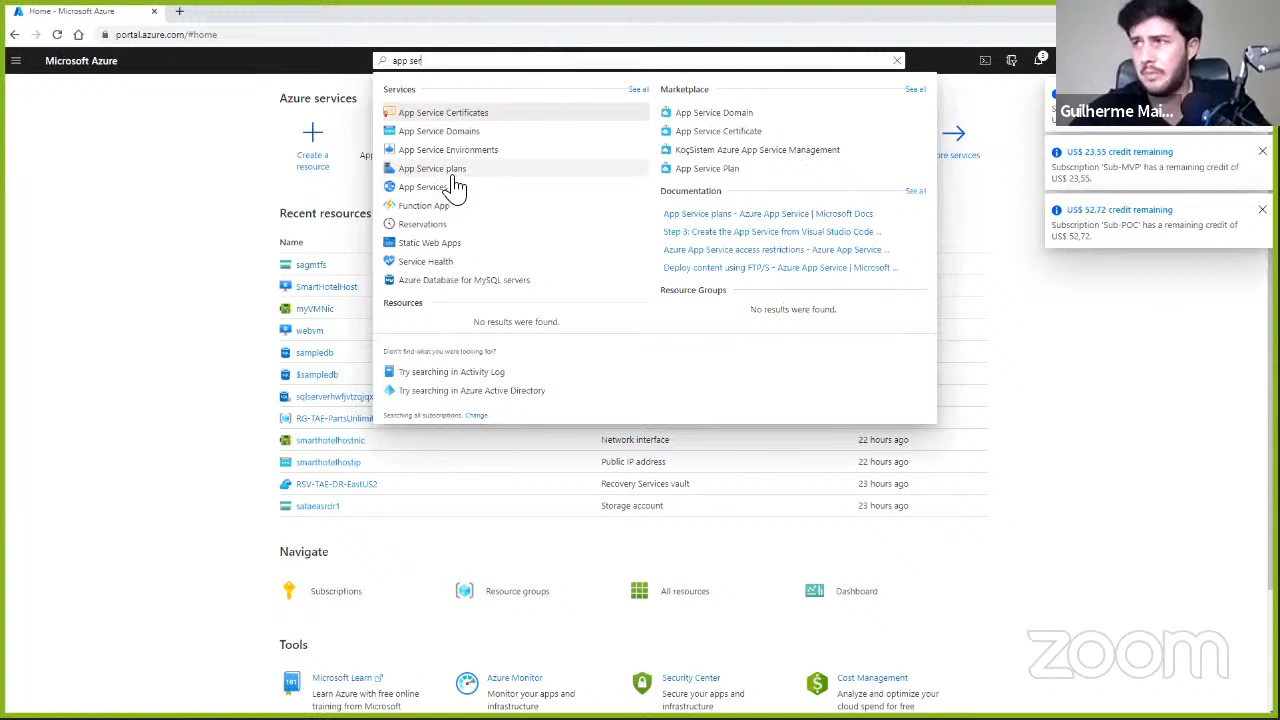 Home - Microsoft Azure
portal.azure.com/#home
Microsoft Azure
app ser
3
Guilherme Mai...
Azure services
Create a
resource
Ap
re services
Services
See all
App Service Certificates
App Service Domains
App Service Environments
App Service plans
App Services
Function App
Reservations
Static Web Apps
Service Health
Azure Database for MySQL servers
Resources
No results were found.
Marketplace
See all
App Service Domain
App Service Certificate
KoçSistem Azure App Service Management
App Service Plan
Documentation
See all
App Service plans - Azure App Service | Microsoft Docs
Step 3: Create the App Service from Visual Studio Code ...
Azure App Service access restrictions - Azure App Service ...
Deploy content using FTP/S - Azure App Service | Microsoft ...
Resource Groups
No results were found.
Didn't find what you were looking for?
Try searching in Activity Log
Try searching in Azure Active Directory
Searching all subscriptions. Change
US$ 23,55 credit remaining
Subscription 'Sub-MVP' has a remaining credit of
US$ 23,55.
US$ 52,72 credit remaining
Subscription 'Sub-POC' has a remaining credit of
US$ 52,72.
Recent resources
Name
sagmtfs
SmartHotelHost
myVMNic
webvm
sampledb
$sampledb
sqlserverhwfjvtzqjqx
RG-TAE-PartsUnlimit
smarthotelhostnic Network interface 22 hours ago
smarthotelhostip Public IP address 22 hours ago
RSV-TAE-DR-EastUS2 Recovery Services vault 23 hours ago
sataeasrdr1 Storage account 23 hours ago
Navigate
Subscriptions
Resource groups
All resources
Dashboard
Tools
Microsoft Learn
Learn Azure with free online
training from Microsoft
Azure Monitor
Monitor your apps and
infrastructure
Security Center
Secure your apps and
infrastructure
Cost Management
Analyze and optimize your
cloud spend for free
zoom